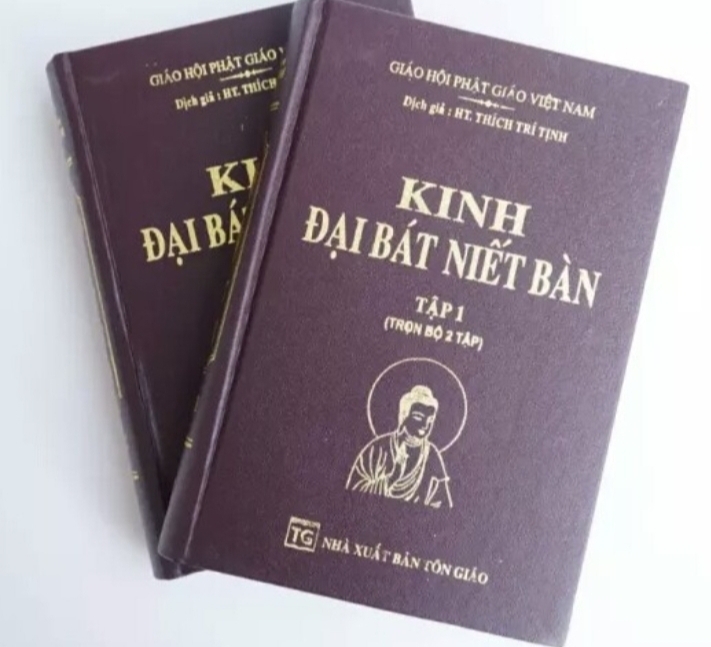 GIÁO HỘI PHẬT GIÁO V
Dịch giả : HT. THÍCH
ĐẠI BÁ
GIÁO HỘI PHẬT GIÁO VIỆT NAM
Dịch giả : HT. THÍCH TRÍ TỊNH
KINH
ĐẠI BÁT NIẾT BÀN
TẬP 1
(TRỌN BỘ 2 TẬP)
TG NHÀ XUẤT BẢN TÔN GIÁO